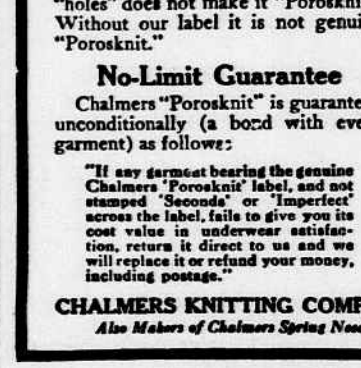 "holes" does not make it "Poroskni
Without our label it is not genui
"Porosknit."
No-Limit Guarantee
Chalmers "Porosknit" is guarante
unconditionally (a bond with eve
garment) as follows:
"If any garment bearing the genuine
Chalmers 'Porosknit' label, and not
stamped 'Seconds' or 'Imperfect'
across the label, fails to give you its
cost value in underwear satisfac-
tion, return it direct to us and we
will replace it or refund your money,
including postage."
CHALMERS KNITTING COMP
Also Makers of Chalmers Spring Need